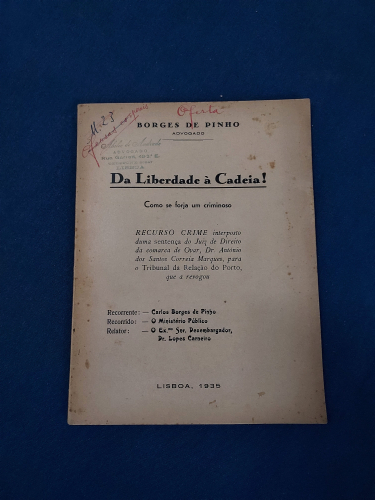 Oferta
M. 23
BORGES DE PINHO
ADVOGADO
ADVOGADO
LISBOA
Da Liberdade à Cadeia!
Como se forja um criminoso
RECURSO CRIME interposto
duma sentença do Juiz de Direito
da comarca de Ovar, Dr. António
dos Santos Correia Marques, para
o Tribunal da Relação do Porto,
que a revogou
Recorrente: — Carlos Borges de Pinho
Recorrido: — O Ministério Público
Relator: — O Ex.mo Snr. Desembargador,
Dr. Lopes Carneiro
LISBOA, 1935